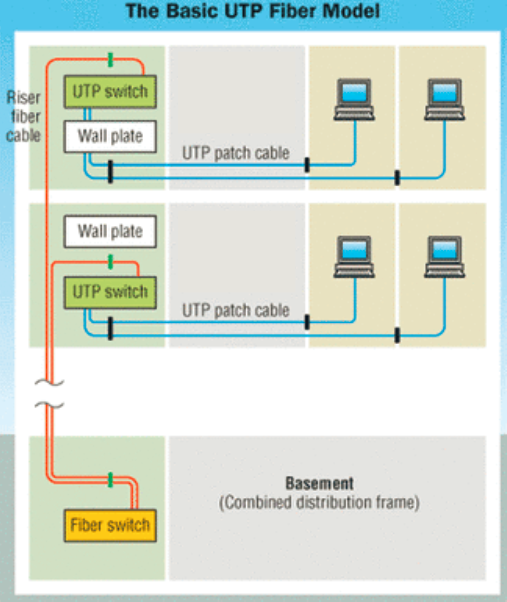 The Basic UTP Fiber Model
Riser
fiber
cable
UTP switch
Wall plate
UTP patch cable
Wall plate
UTP switch
UTP patch cable
Basement
(Combined distribution frame)
Fiber switch